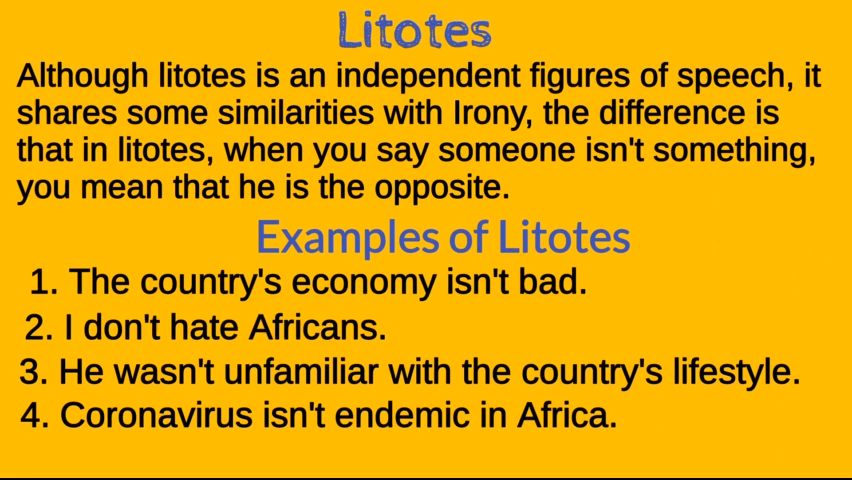 Litotes
Although litotes is an independent figures of speech, it
shares some similarities with Irony, the difference is
that in litotes, when you say someone isn't something,
you mean that he is the opposite.
Examples of Litotes
1. The country's economy isn't bad.
2. I don't hate Africans.
3. He wasn't unfamiliar with the country's lifestyle.
4. Coronavirus isn't endemic in Africa.